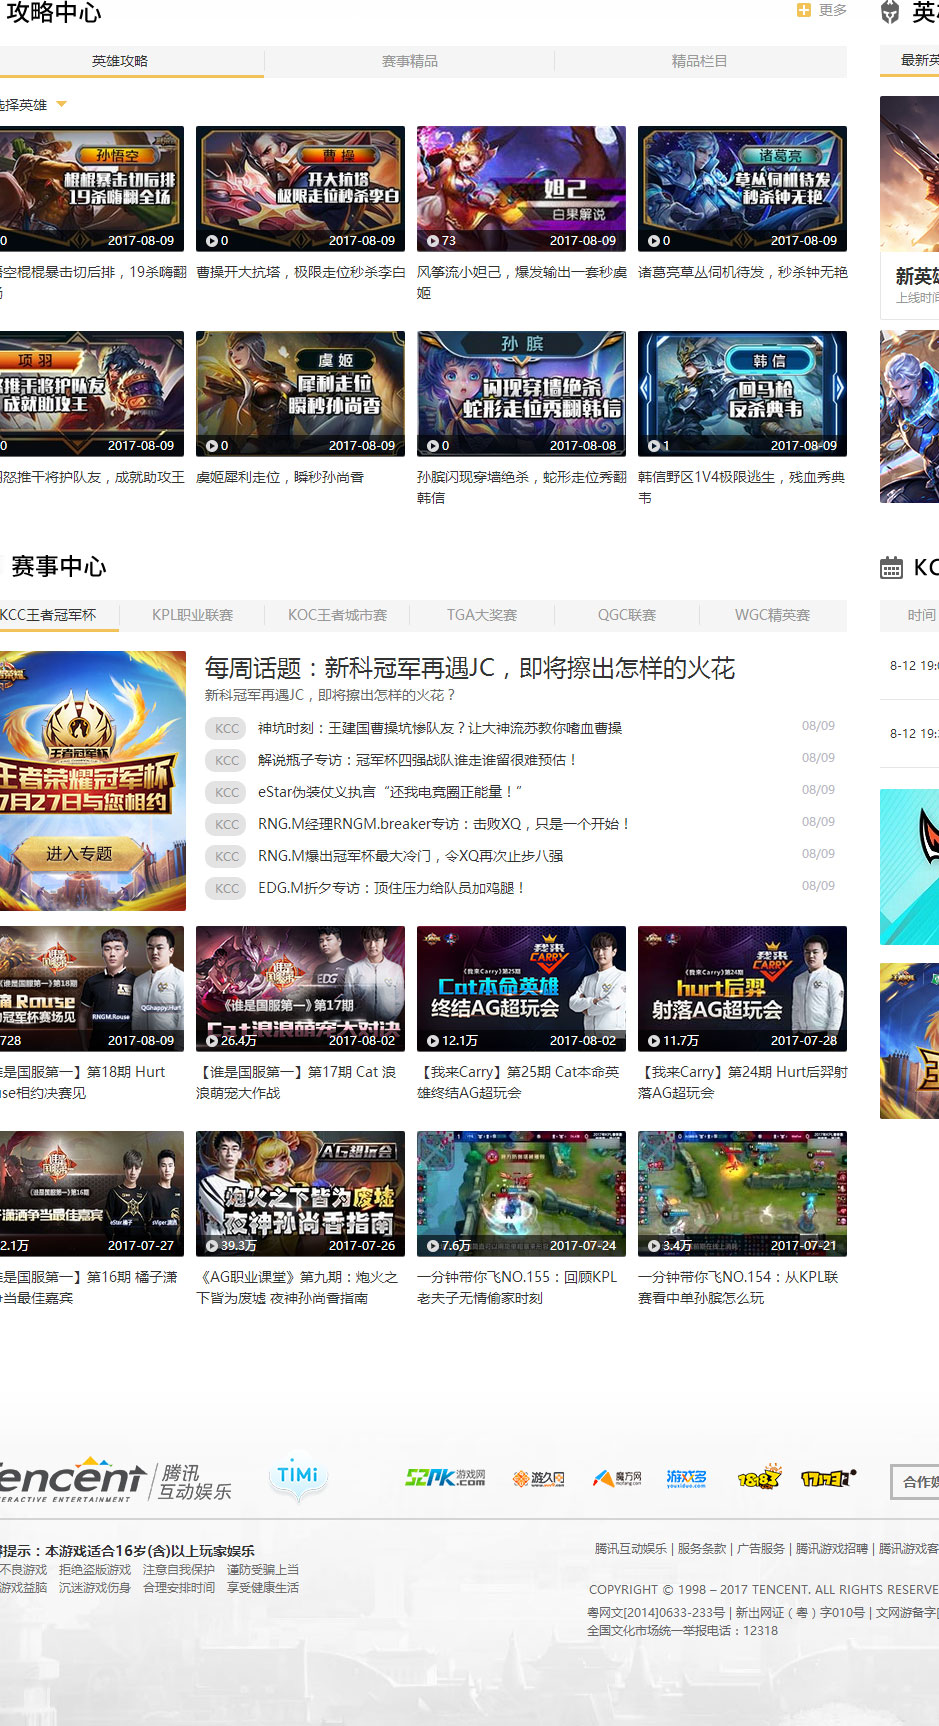 攻略中心
更多
英雄攻略 赛事精品 精品栏目
最新英
选择英雄
孙悟空
棍棍暴击切后排
19杀嗨翻全场
0 2017-08-09
曹操
开大抗塔
极限走位秒杀李白
0 2017-08-09
妲己
白果解说
73 2017-08-09
诸葛亮
草丛伺机待发
秒杀钟无艳
0 2017-08-09
悟空棍棍暴击切后排，19杀嗨翻
场
曹操开大抗塔，极限走位秒杀李白
风筝流小妲己，爆发输出一套秒虞
姬
诸葛亮草丛伺机待发，秒杀钟无艳
新英雄
上线时间
项羽
怒推干将护队友
成就助攻王
0 2017-08-09
虞姬
犀利走位
瞬秒孙尚香
0 2017-08-09
孙膑
闪现穿墙绝杀
蛇形走位秀翻韩信
0 2017-08-08
韩信
回马枪
反杀典韦
1 2017-08-09
羽怒推干将护队友，成就助攻王
虞姬犀利走位，瞬秒孙尚香
孙膑闪现穿墙绝杀，蛇形走位秀翻
韩信
韩信野区1V4极限逃生，残血秀典
韦
赛事中心
KC
KCC王者冠军杯 KPL职业联赛 KOC王者城市赛 TGA大奖赛 QGC联赛 WGC精英赛
时间
8-12 19:0
8-12 19:
王者冠军杯
王者荣耀冠军杯
7月27日与您相约
进入专题
每周话题：新科冠军再遇JC，即将擦出怎样的火花
新科冠军再遇JC，即将擦出怎样的火花？
KCC 神坑时刻：王建国曹操坑惨队友？让大神流苏教你嗜血曹操 08/09
KCC 解说瓶子专访：冠军杯四强战队谁走谁留很难预估！ 08/09
KCC eStar伪装仗义执言“还我电竞圈正能量！” 08/09
KCC RNG.M经理RNGM.breaker专访：击败XQ，只是一个开始！ 08/09
KCC RNG.M爆出冠军杯最大冷门，令XQ再次止步八强 08/09
KCC EDG.M折夕专访：顶住压力给队员加鸡腿！ 08/09
《谁是国服第一》第18期
Rouse
冠军杯赛场见
RNGM.Rouse
QGhappy.Hurt
728 2017-08-09
EDG
《谁是国服第一》第17期
Cat浪浪萌宠大对决
26.4万 2017-08-02
我来CARRY
《我来Carry》第25期
Cat本命英雄
终结AG超玩会
12.1万 2017-08-02
我来CARRY
《我来Carry》第24期
hurt后羿
射落AG超玩会
11.7万 2017-07-28
谁是国服第一】第18期 Hurt
use相约决赛见
【谁是国服第一】第17期 Cat 浪
浪萌宠大作战
【我来Carry】第25期 Cat本命英
雄终结AG超玩会
【我来Carry】第24期 Hurt后羿射
落AG超玩会
《谁是国服第一》第16期
潇洒争当最佳嘉宾
eStar.橘子
2.1万 2017-07-27
AG超玩会
炮火之下皆为废墟
夜神孙尚香指南
39.3万 2017-07-26
7.6万 2017-07-24
3.4万 2017-07-21
谁是国服第一】第16期 橘子潇
争当最佳嘉宾
《AG职业课堂》第九期：炮火之
下皆为废墟 夜神孙尚香指南
一分钟带你飞NO.155：回顾KPL
老夫子无情偷家时刻
一分钟带你飞NO.154：从KPL联
赛看中单孙膑怎么玩
Tencent 腾讯
互动娱乐
TERACTIVE ENTERTAINMENT
TiMi
52PK.com 游戏网
游久网
魔方网
mofang.com
游戏多
youxiduo.com
18183
17173
合作媒
提示：本游戏适合16岁(含)以上玩家娱乐
不良游戏 拒绝盗版游戏 注意自我保护 谨防受骗上当
游戏益脑 沉迷游戏伤身 合理安排时间 享受健康生活
腾讯互动娱乐 | 服务条款 | 广告服务 | 腾讯游戏招聘 | 腾讯游戏客
COPYRIGHT © 1998 – 2017 TENCENT. ALL RIGHTS RESERVE
粤网文[2014]0633-233号 | 新出网证（粤）字010号 | 文网游备字[
全国文化市场统一举报电话：12318